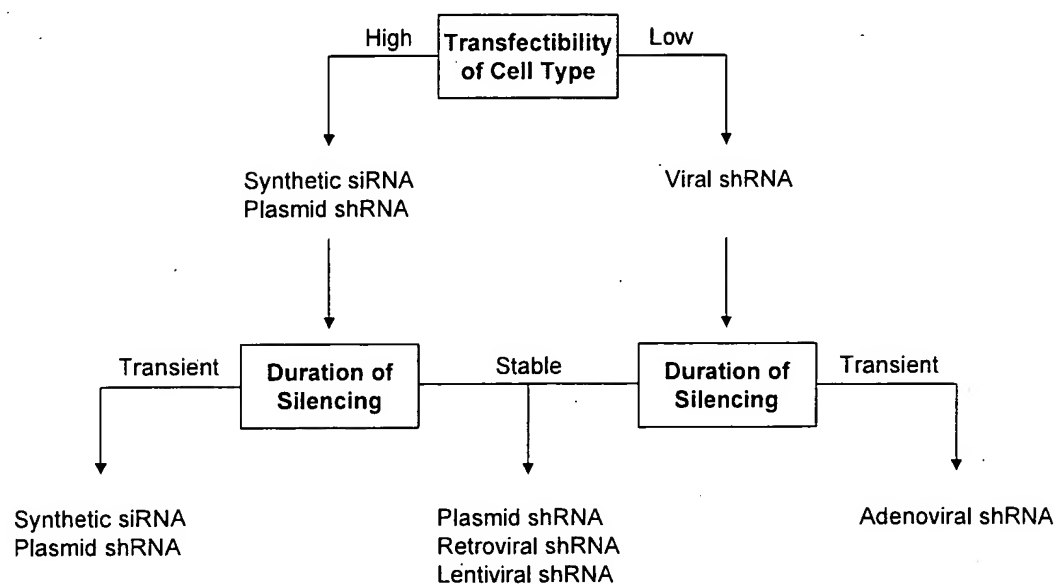 High
Transfectibility
of Cell Type
Low
Synthetic siRNA
Plasmid shRNA
Viral shRNA
Transient
Duration of
Silencing
Stable
Duration of
Silencing
Transient
Synthetic siRNA
Plasmid shRNA
Plasmid shRNA
Retroviral shRNA
Lentiviral shRNA
Adenoviral shRNA